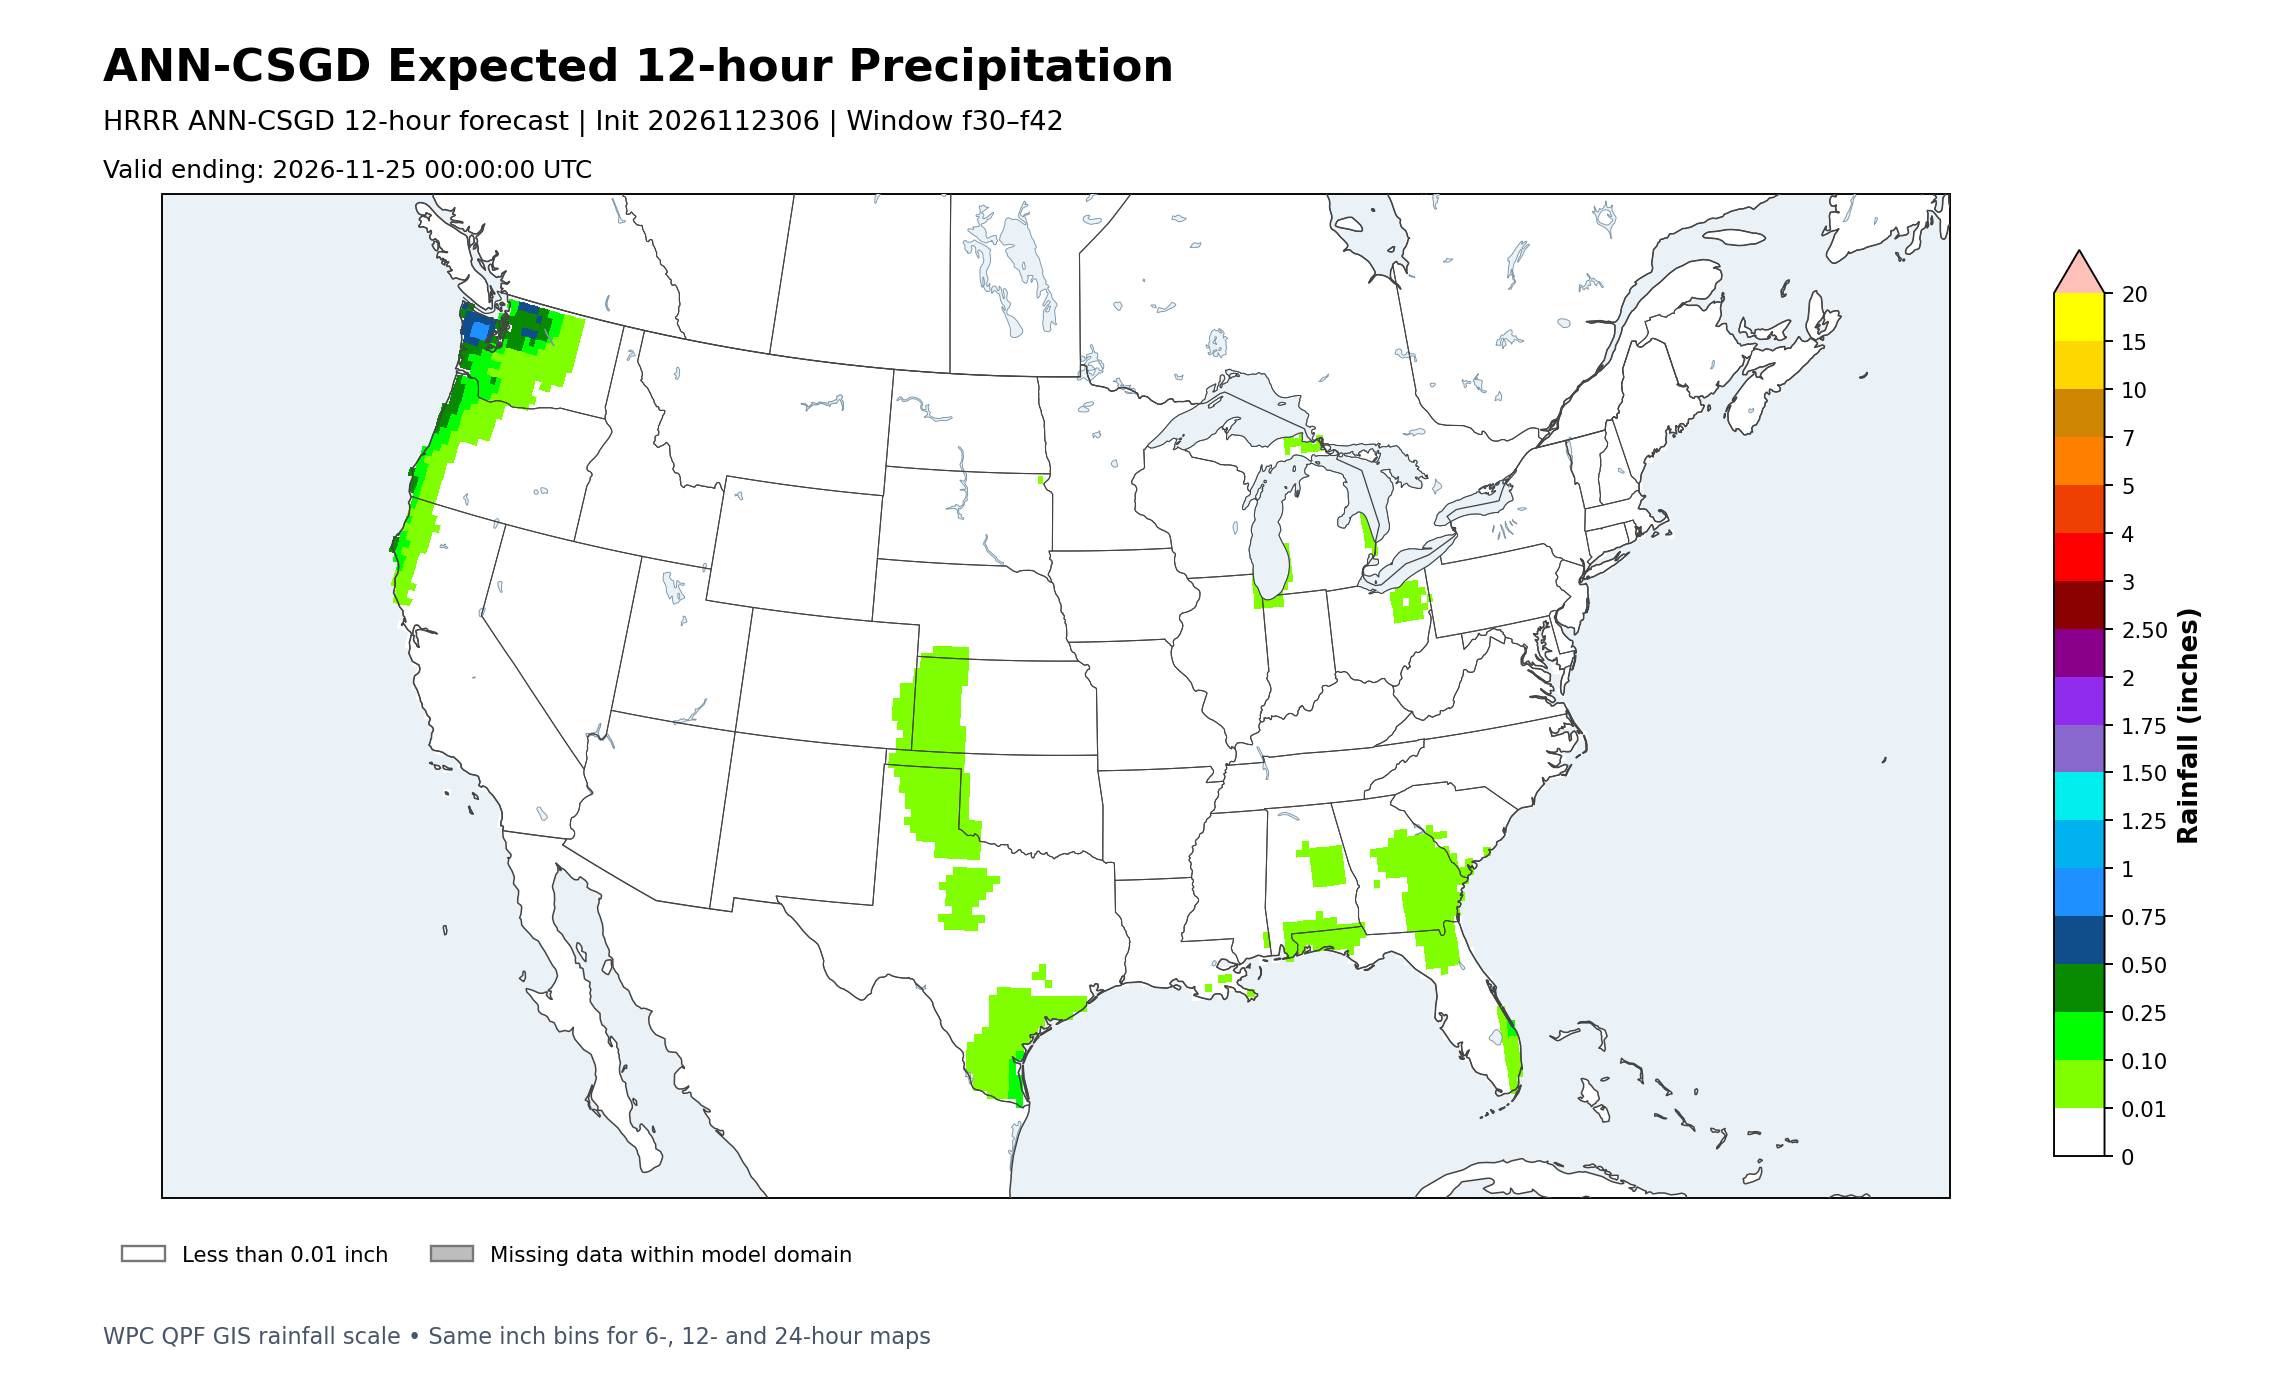 ANN-CSGD Expected 12-hour Precipitation
HRRR ANN-CSGD 12-hour forecast | Init 2026112306 | Window f30–f42
Valid ending: 2026-11-25 00:00:00 UTC
20
15
10
7
5
4
3
2.50
2
1.75
1.50
1.25
1
0.75
0.50
0.25
0.10
0.01
0
Rainfall (inches)
Less than 0.01 inch
Missing data within model domain
WPC QPF GIS rainfall scale • Same inch bins for 6-, 12- and 24-hour maps